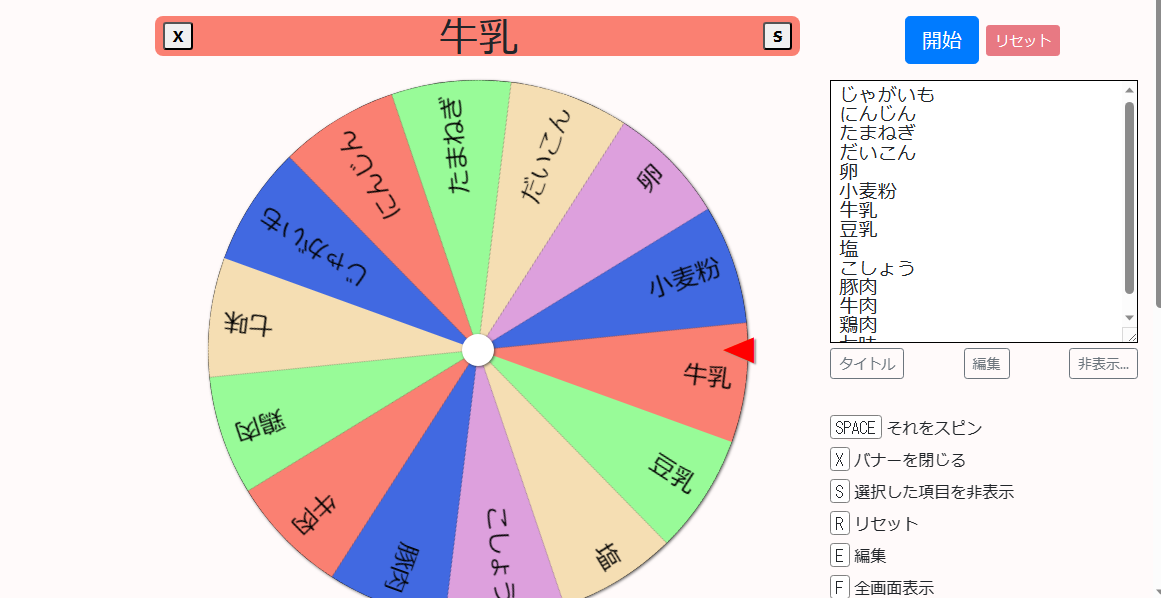 X
牛乳
S
開始
リセット
じゃがいも
にんじん
たまねぎ
だいこん
卵
小麦粉
牛乳
豆乳
塩
こしょう
豚肉
牛肉
鶏肉
七味
タイトル
編集
非表示...
SPACE それをスピン
X バナーを閉じる
S 選択した項目を非表示
R リセット
E 編集
F 全画面表示
たまねぎ
だいこん
卵
小麦粉
牛乳
豆乳
塩
こしょう
豚肉
牛肉
鶏肉
七味
じゃがいも
にんじん